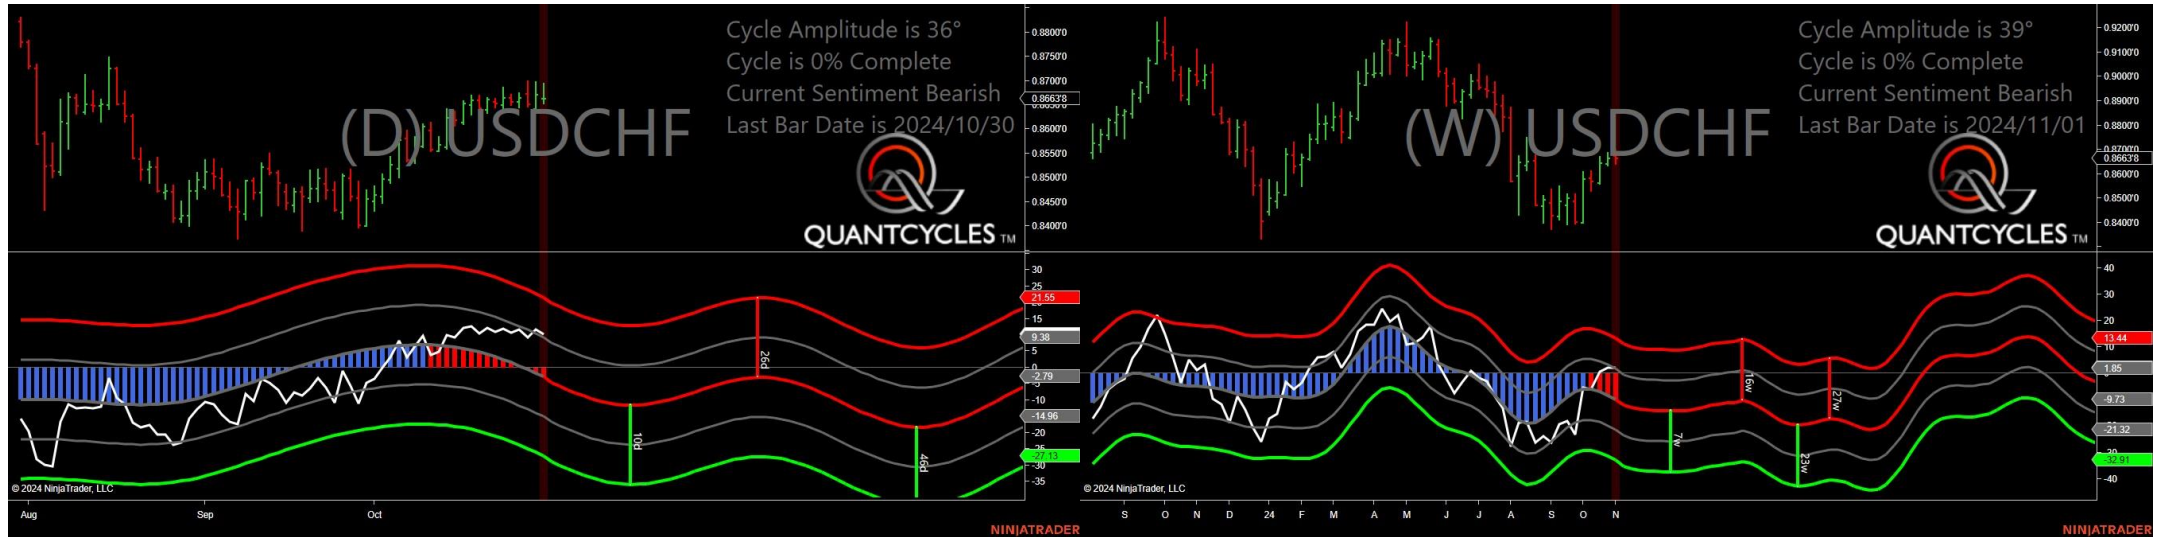 Cycle Amplitude is 36°
Cycle is 0% Complete
Current Sentiment Bearish
Last Bar Date is 2024/10/30
(D) USDCHF
QUANTCYCLES TM
0.8800'0
0.8750'0
0.8700'0
0.8663'8
0.8600'0
0.8550'0
0.8500'0
0.8450'0
0.8400'0
30
25
21.55
15
9.38
5
0
-2.79
-10
-14.96
-20
-27.13
-30
-35
10d
26d
46d
© 2024 NinjaTrader, LLC
Aug
Sep
Oct
NINJATRADER
Cycle Amplitude is 39°
Cycle is 0% Complete
Current Sentiment Bearish
Last Bar Date is 2024/11/01
(W) USDCHF
QUANTCYCLES TM
0.9200'0
0.9100'0
0.9000'0
0.8900'0
0.8800'0
0.8700'0
0.8663'8
0.8600'0
0.8500'0
0.8400'0
40
30
20
13.44
10
1.85
-9.73
-21.32
-32.91
-40
7w
16w
23w
27w
© 2024 NinjaTrader, LLC
S
O
N
D
24
F
M
A
M
J
J
A
S
O
N
NINJATRADER